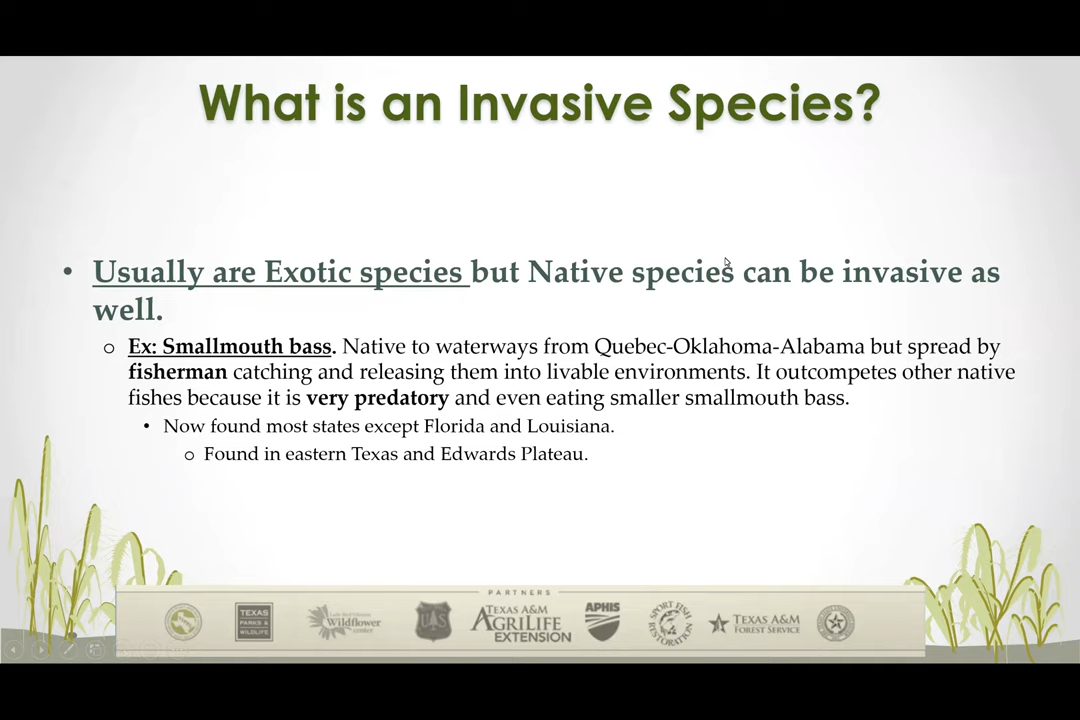 What is an Invasive Species?
• Usually are Exotic species but Native species can be invasive as
well.
o Ex: Smallmouth bass. Native to waterways from Quebec-Oklahoma-Alabama but spread by
fisherman catching and releasing them into livable environments. It outcompetes other native
fishes because it is very predatory and even eating smaller smallmouth bass.
• Now found most states except Florida and Louisiana.
o Found in eastern Texas and Edwards Plateau.
PARTNERS
TEXAS
PARKS &
WILDLIFE
Wildflower
center
UAS
TEXAS A&M
AGRILIFE
EXTENSION
APHIS
SPORT FISH
RESTORATION
TEXAS A&M
FOREST SERVICE